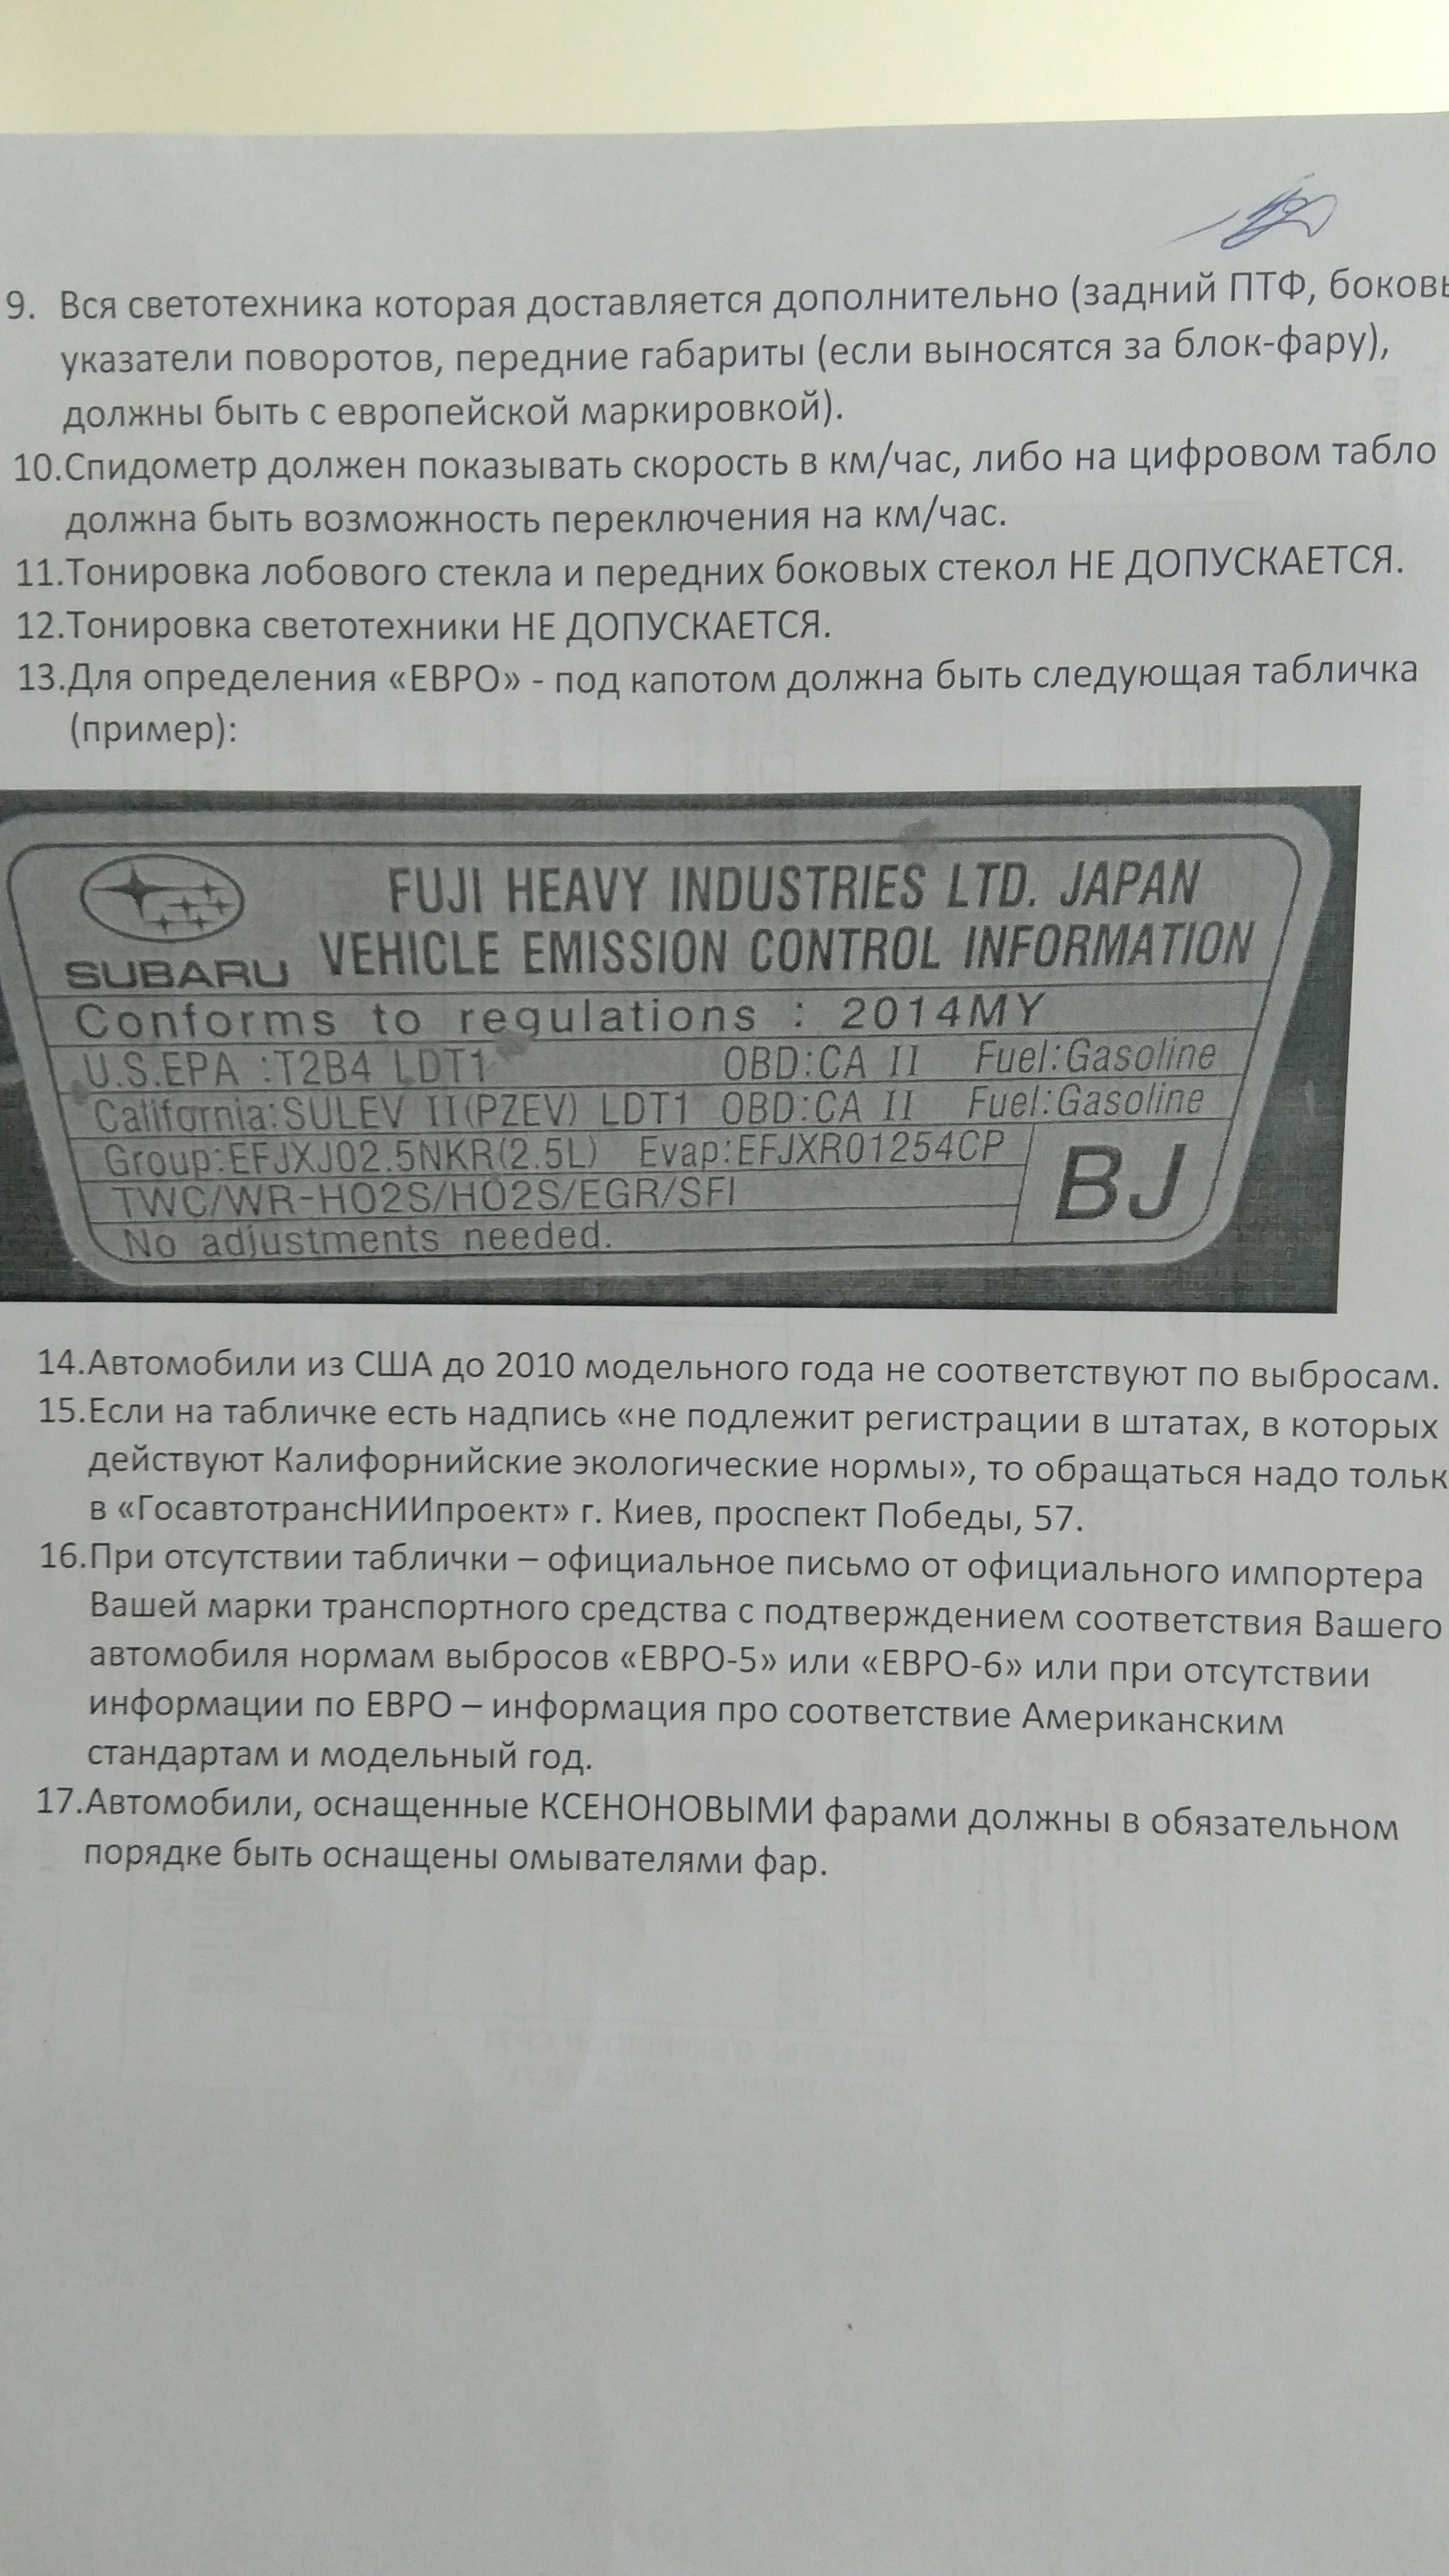 9. Вся светотехника которая доставляется дополнительно (задний ПТФ,
указатели поворотов, передние габариты (если выносятся за блок-фару),
должны быть с европейской маркировкой).
10.Спидометр должен показывать скорость в км/час, либо на цифровом табло
должна быть возможность переключения на км/час.
11.Тонировка лобового стекла и передних боковых стекол НЕ ДОПУСКАЕТСЯ.
12.Тонировка светотехники НЕ ДОПУСКАЕТСЯ.
13.Для определения «ЕВРО» - под капотом должна быть следующая табличка
(пример):
FUJI HEAVY INDUSTRIES LTD. JAPAN
SUBARU VEHICLE EMISSION CONTROL INFORMATION
Conforms to regulations : 2014MY
U.S.EPA :T2B4 LDT1 OBD:CA II Fuel:Gasoline
California:SULEV II(PZEV) LDT1 OBD:CA II Fuel:Gasoline
Group:EFJXJ02.5NKR(2.5L) Evap:EFJXR01254CP
TWC/WR-HO2S/HO2S/EGR/SFI
BJ
No adjustments needed.
14.Автомобили из США до 2010 модельного года не соответствуют по выбросам.
15.Если на табличке есть надпись «не подлежит регистрации в штатах, в которых
действуют Калифорнийские экологические нормы», то обращаться надо
в «ГосавтотрансНИИпроект» г. Киев, проспект Победы, 57.
16.При отсутствии таблички – официальное письмо от официального импортера
Вашей марки транспортного средства с подтверждением соответствия Вашего
автомобиля нормам выбросов «ЕВРО-5» или «ЕВРО-6» или при отсутствии
информации по ЕВРО – информация про соответствие Американским
стандартам и модельный год.
17.Автомобили, оснащенные КСЕНОНОВЫМИ фарами должны в обязательном
порядке быть оснащены омывателями фар.